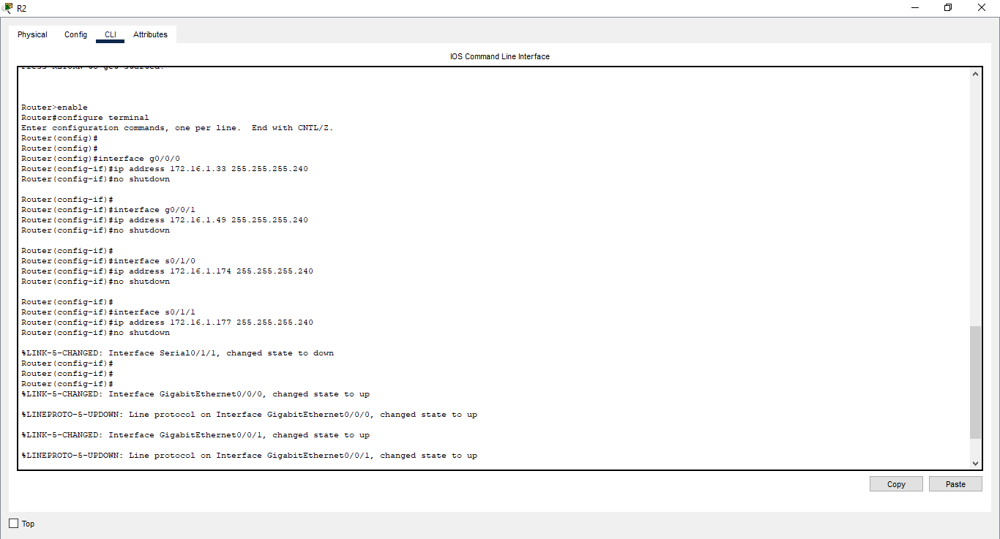 R2
Physical Config CLI Attributes
IOS Command Line Interface
Press RETURN to get started.
Router>enable
Router#configure terminal
Enter configuration commands, one per line.  End with CNTL/Z.
Router(config)#
Router(config)#
Router(config)#interface g0/0/0
Router(config-if)#ip address 172.16.1.33 255.255.255.240
Router(config-if)#no shutdown
Router(config-if)#
Router(config-if)#interface g0/0/1
Router(config-if)#ip address 172.16.1.49 255.255.255.240
Router(config-if)#no shutdown
Router(config-if)#
Router(config-if)#interface s0/1/0
Router(config-if)#ip address 172.16.1.174 255.255.255.240
Router(config-if)#no shutdown
Router(config-if)#
Router(config-if)#interface s0/1/1
Router(config-if)#ip address 172.16.1.177 255.255.255.240
Router(config-if)#no shutdown
%LINK-5-CHANGED: Interface Serial0/1/1, changed state to down
Router(config-if)#
Router(config-if)#
Router(config-if)#
%LINK-5-CHANGED: Interface GigabitEthernet0/0/0, changed state to up
%LINEPROTO-5-UPDOWN: Line protocol on Interface GigabitEthernet0/0/0, changed state to up
%LINK-5-CHANGED: Interface GigabitEthernet0/0/1, changed state to up
%LINEPROTO-5-UPDOWN: Line protocol on Interface GigabitEthernet0/0/1, changed state to up
Copy Paste
Top